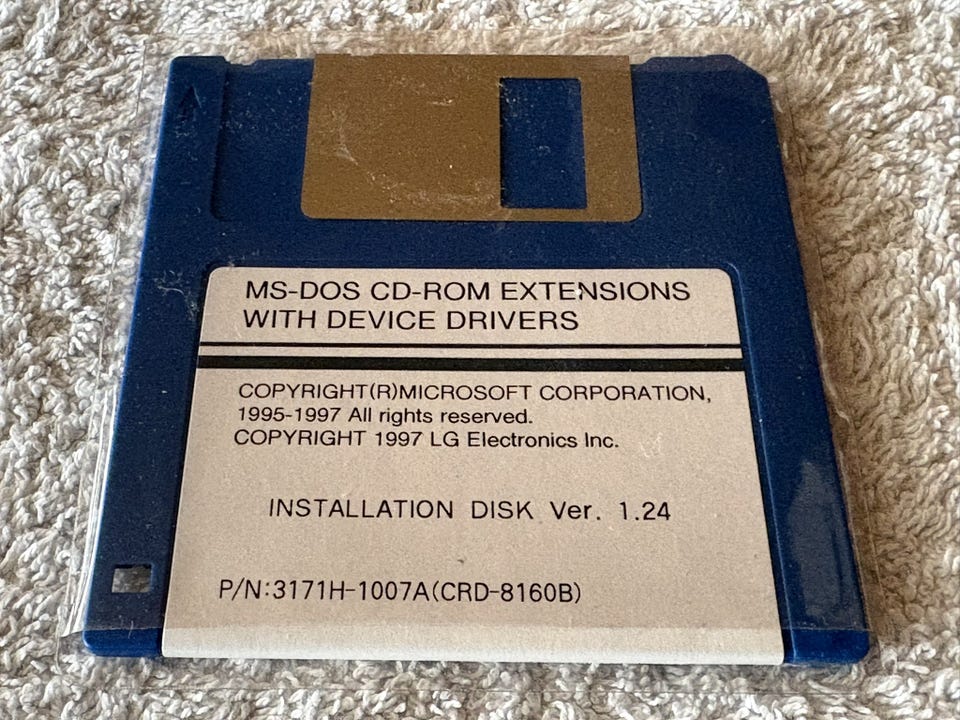 MS-DOS CD-ROM EXTENSIONS
WITH DEVICE DRIVERS
COPYRIGHT(R)MICROSOFT CORPORATION,
1995-1997 All rights reserved.
COPYRIGHT 1997 LG Electronics Inc.
INSTALLATION DISK Ver. 1.24
P/N:3171H-1007A(CRD-8160B)